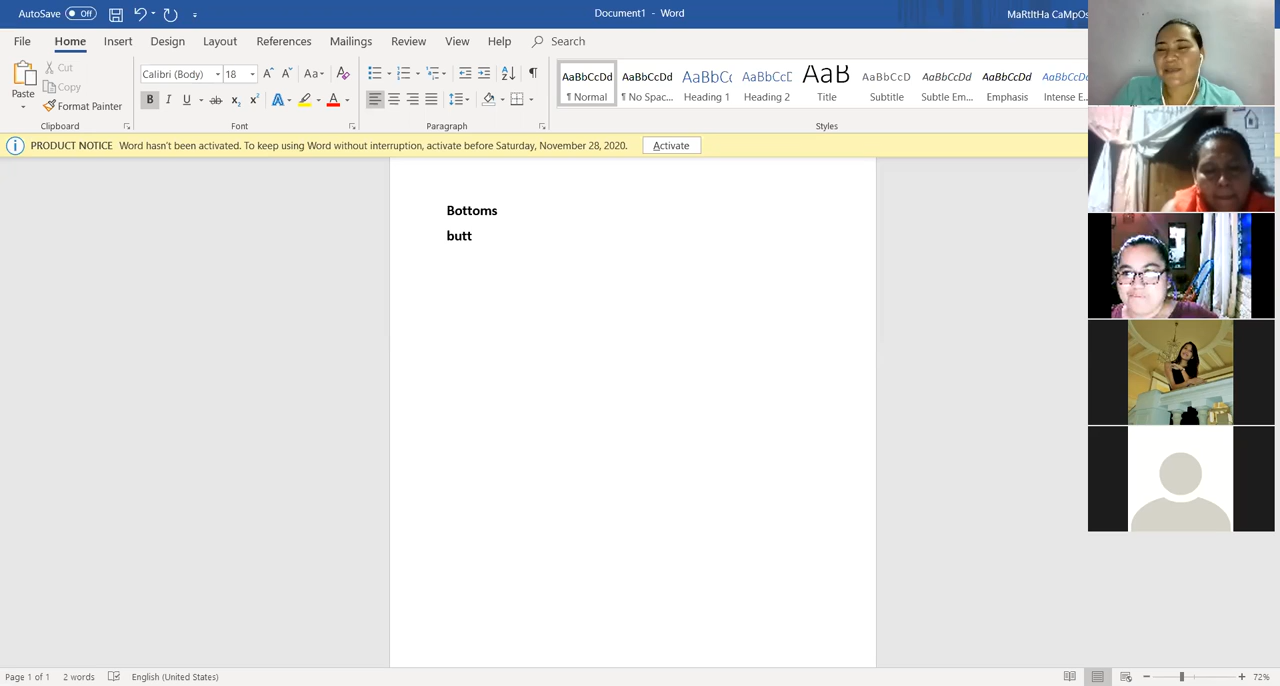 AutoSave Off
Document1 - Word
MaRtItHa CaMpOs
File Home Insert Design Layout References Mailings Review View Help Search
Paste
Cut
Copy
Format Painter
Clipboard
Calibri (Body) 18
Font
Paragraph
AaBbCcDd AaBbCcDd AaBbC( AaBbCcE AaB AaBbCcD AaBbCcDd AaBbCcDd AaBbCcDd
¶ Normal ¶ No Spac... Heading 1 Heading 2 Title Subtitle Subtle Em... Emphasis Intense E...
Styles
PRODUCT NOTICE Word hasn't been activated. To keep using Word without interruption, activate before Saturday, November 28, 2020. Activate
Bottoms
butt
Page 1 of 1 2 words English (United States) 72%